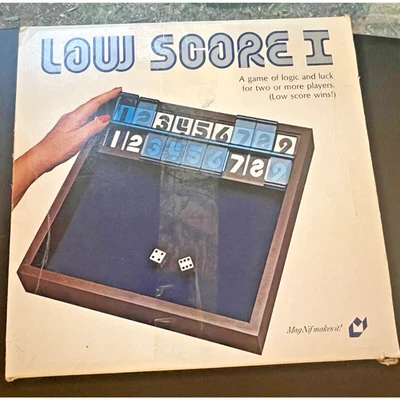 LOW SCORE I
A game of logic and luck
for two or more players.
(Low score wins!)
1 2 3 4 5 6 7 8 9
1 2 3 4 5 6 7 8 9
MagNif makes it!